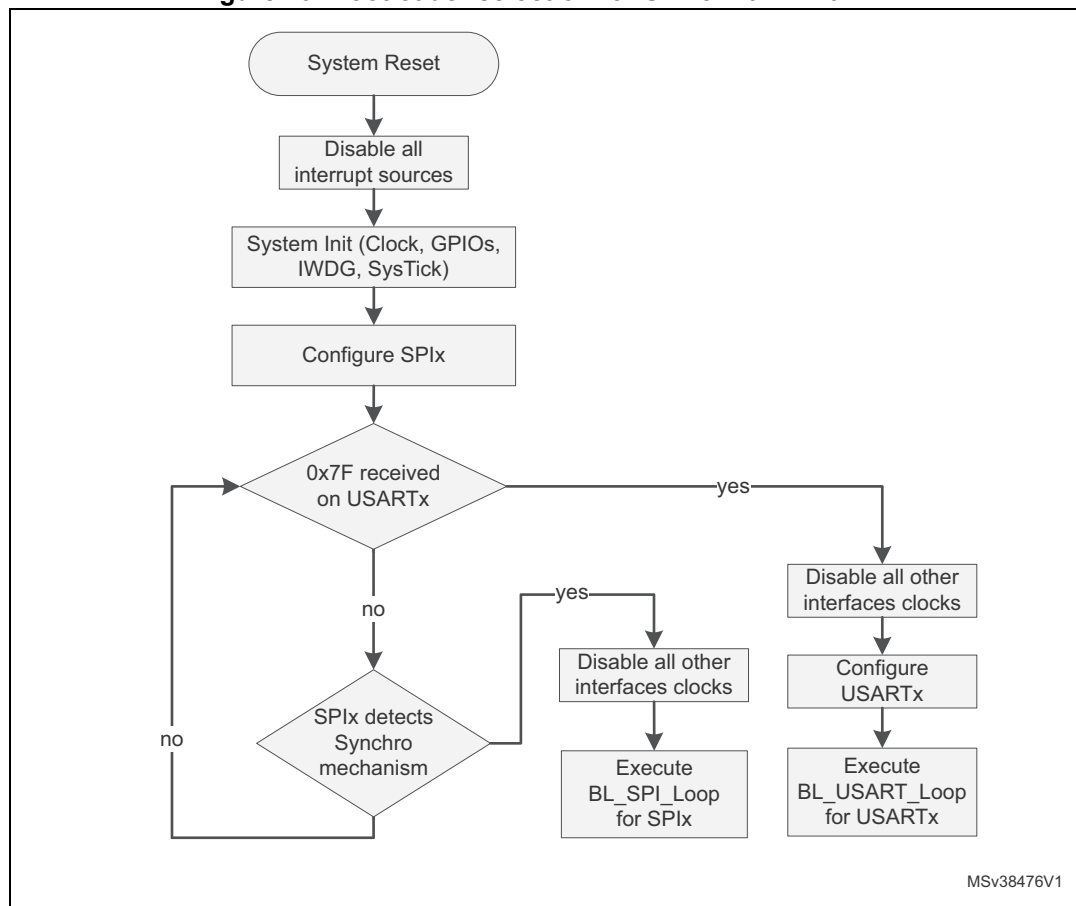 System Reset
Disable all
interrupt sources
System Init (Clock, GPIOs,
IWDG, SysTick)
Configure SPIx
0x7F received
on USARTx
yes
no
Disable all other
interfaces clocks
yes
Disable all other
interfaces clocks
Configure
USARTx
SPIx detects
Synchro
mechanism
no
Execute
BL_SPI_Loop
for SPIx
Execute
BL_USART_Loop
for USARTx
MSv38476V1